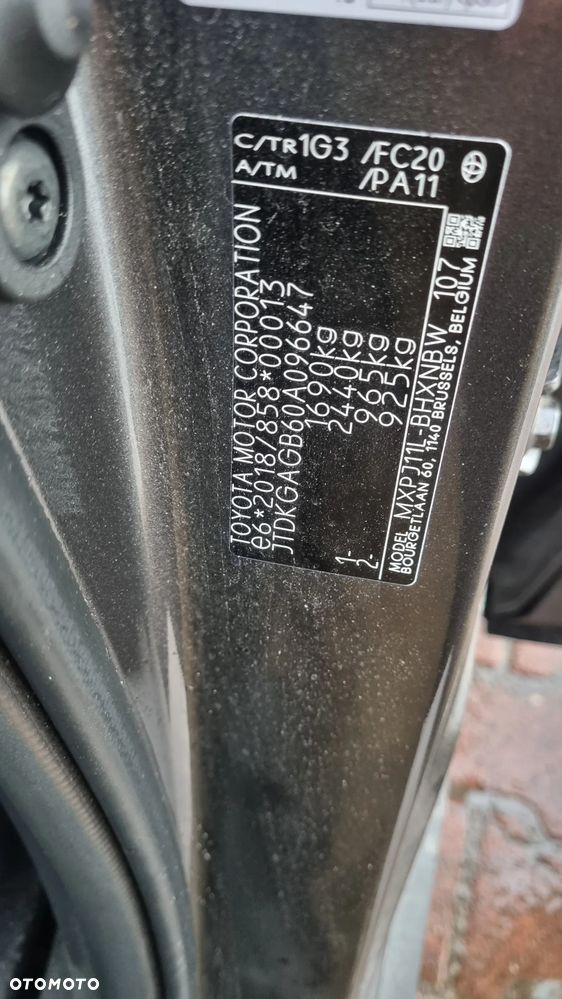 C/TR 1G3 /FC20
A/TM /PA11
TOYOTA MOTOR CORPORATION
e6*2018/858*00013
JTDKGAGB60A096647
1690kg
2440kg
1- 965kg
2- 925kg
MODEL MXPJ11L-BHXNBW 107
BOURGETLAAN 60, 1140 BRUSSELS, BELGIUM
OTOMOTO